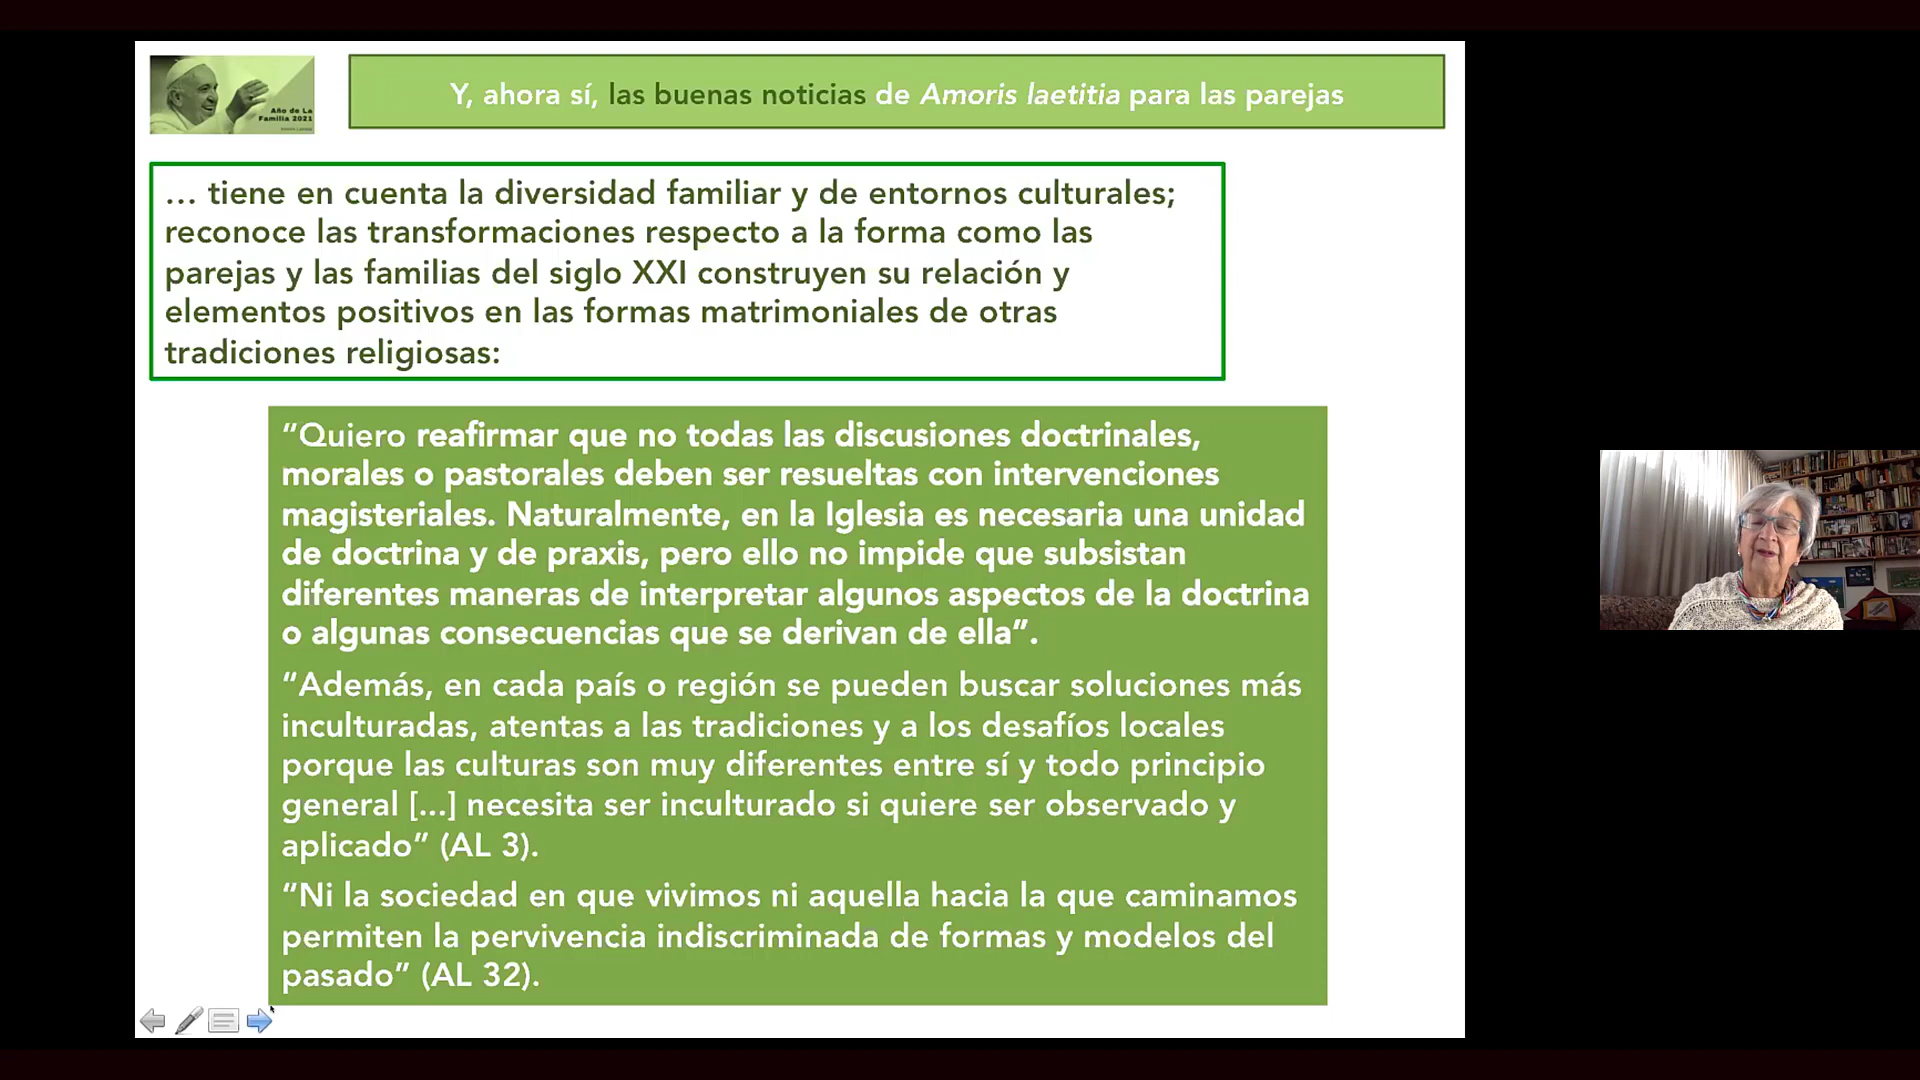 Año de La
Familia 2021
Y, ahora sí, las buenas noticias de Amoris laetitia para las parejas
… tiene en cuenta la diversidad familiar y de entornos culturales;
reconoce las transformaciones respecto a la forma como las
parejas y las familias del siglo XXI construyen su relación y
elementos positivos en las formas matrimoniales de otras
tradiciones religiosas:
“Quiero reafirmar que no todas las discusiones doctrinales,
morales o pastorales deben ser resueltas con intervenciones
magisteriales. Naturalmente, en la Iglesia es necesaria una unidad
de doctrina y de praxis, pero ello no impide que subsistan
diferentes maneras de interpretar algunos aspectos de la doctrina
o algunas consecuencias que se derivan de ella”.
“Además, en cada país o región se pueden buscar soluciones más
inculturadas, atentas a las tradiciones y a los desafíos locales
porque las culturas son muy diferentes entre sí y todo principio
general [...] necesita ser inculturado si quiere ser observado y
aplicado” (AL 3).
“Ni la sociedad en que vivimos ni aquella hacia la que caminamos
permiten la pervivencia indiscriminada de formas y modelos del
pasado” (AL 32).